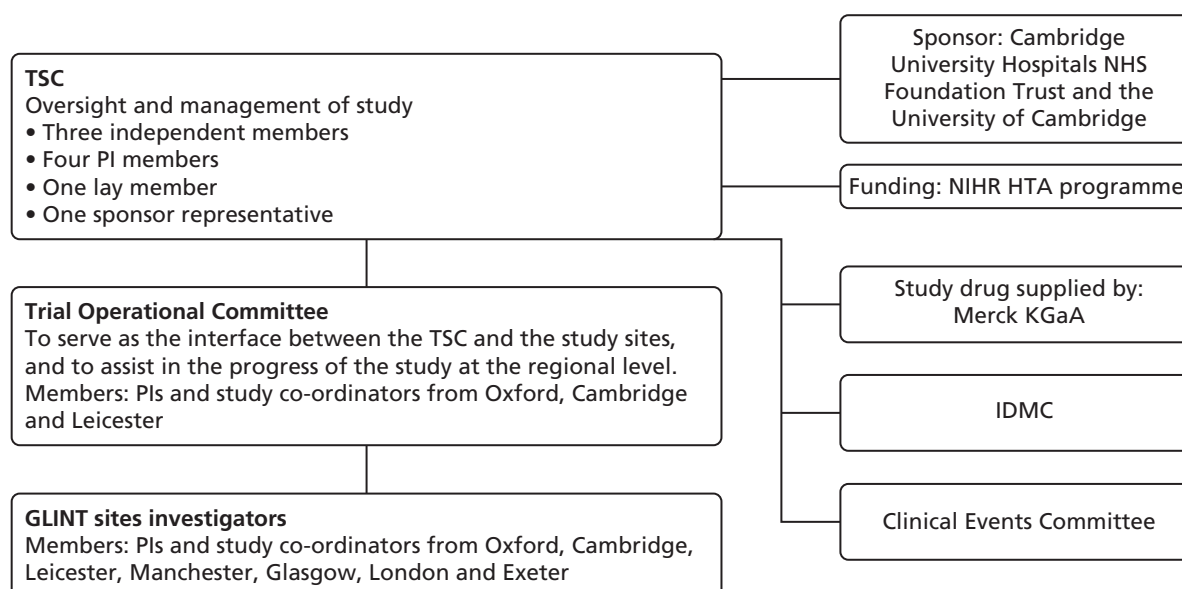 TSC
Oversight and management of study
• Three independent members
• Four PI members
• One lay member
• One sponsor representative
Sponsor: Cambridge
University Hospitals NHS
Foundation Trust and the
University of Cambridge
Funding: NIHR HTA programme
Trial Operational Committee
To serve as the interface between the TSC and the study sites,
and to assist in the progress of the study at the regional level.
Members: PIs and study co-ordinators from Oxford, Cambridge
and Leicester
Study drug supplied by:
Merck KGaA
IDMC
GLINT sites investigators
Members: PIs and study co-ordinators from Oxford, Cambridge,
Leicester, Manchester, Glasgow, London and Exeter
Clinical Events Committee